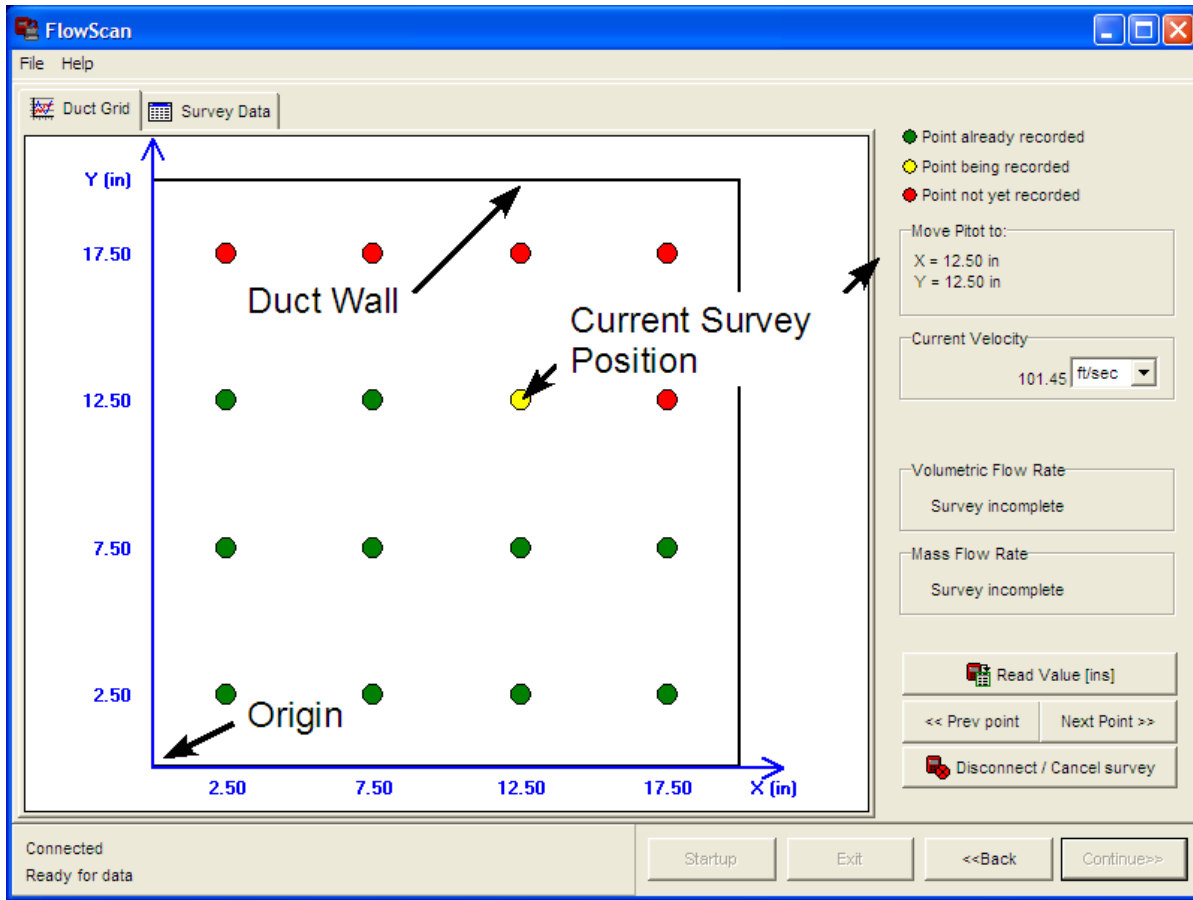 FlowScan
File Help
Duct Grid
Survey Data
Y (in)
17.50
12.50
7.50
2.50
Duct Wall
Current Survey
Position
Origin
2.50 7.50 12.50 17.50 X (in)
Point already recorded
Point being recorded
Point not yet recorded
Move Pitot to:
X = 12.50 in
Y = 12.50 in
Current Velocity
101.45 ft/sec
Volumetric Flow Rate
Survey incomplete
Mass Flow Rate
Survey incomplete
Read Value [ins]
<< Prev point Next Point >>
Disconnect / Cancel survey
Connected
Ready for data
Startup Exit <<Back Continue>>